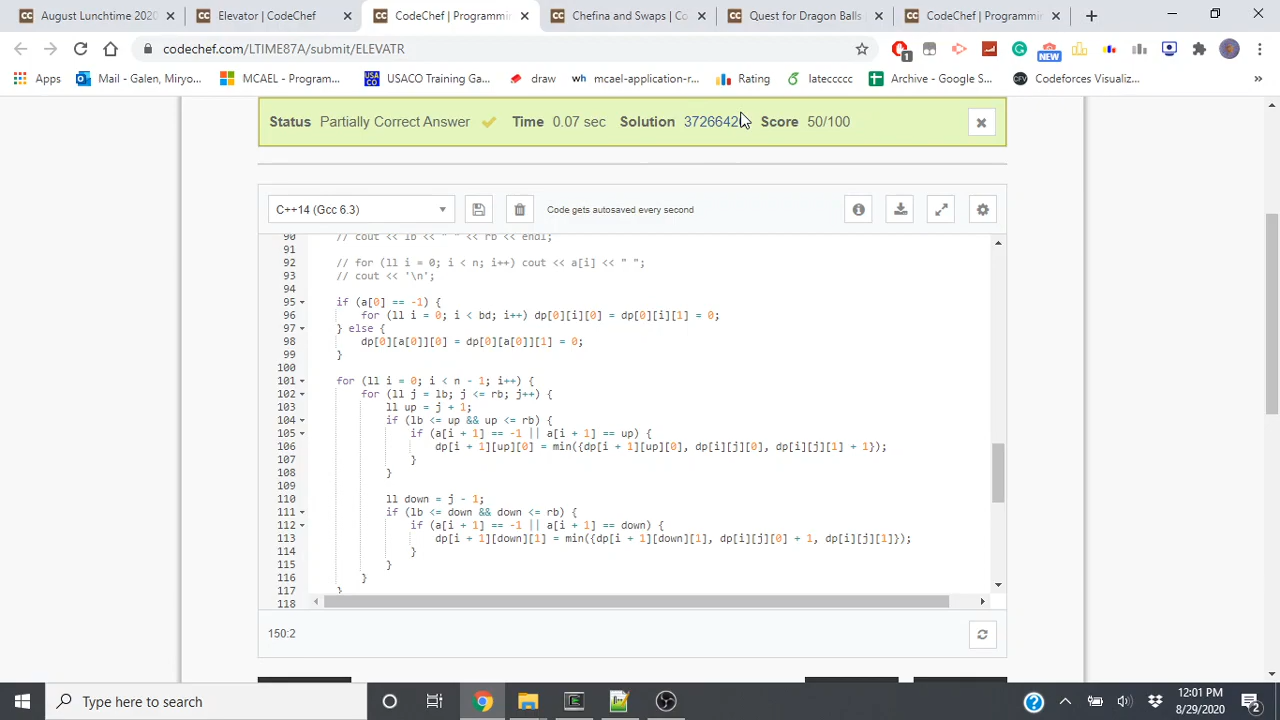 August Lunchtime 2020
Elevator | CodeChef
CodeChef | Programmin
Chefina and Swaps | Co
Quest for Dragon Balls
CodeChef | Programmin
codechef.com/LTIME87A/submit/ELEVATR
1
NEW
Apps
Mail - Galen, Miryo...
MCAEL - Program...
USACO Training Ga...
draw
mcael-application-r...
Rating
lateccccc
Archive - Google S...
Codeforces Visualiz...
»
Status Partially Correct Answer Time 0.07 sec Solution 3726642 Score 50/100
C++14 (Gcc 6.3)
Code gets autosaved every second
90 // cout << lb << " " << rb << endl;
91
92 // for (ll i = 0; i < n; i++) cout << a[i] << " ";
93 // cout << '\n';
94
95 if (a[0] == -1) {
96 for (ll i = 0; i < bd; i++) dp[0][i][0] = dp[0][i][1] = 0;
97 } else {
98 dp[0][a[0]][0] = dp[0][a[0]][1] = 0;
99 }
100
101 for (ll i = 0; i < n - 1; i++) {
102 for (ll j = lb; j <= rb; j++) {
103 ll up = j + 1;
104 if (lb <= up && up <= rb) {
105 if (a[i + 1] == -1 || a[i + 1] == up) {
106 dp[i + 1][up][0] = min({dp[i + 1][up][0], dp[i][j][0], dp[i][j][1] + 1});
107 }
108 }
109
110 ll down = j - 1;
111 if (lb <= down && down <= rb) {
112 if (a[i + 1] == -1 || a[i + 1] == down) {
113 dp[i + 1][down][1] = min({dp[i + 1][down][1], dp[i][j][0] + 1, dp[i][j][1]});
114 }
115 }
116 }
117 }
118
150:2
Type here to search
12:01 PM
8/29/2020
2